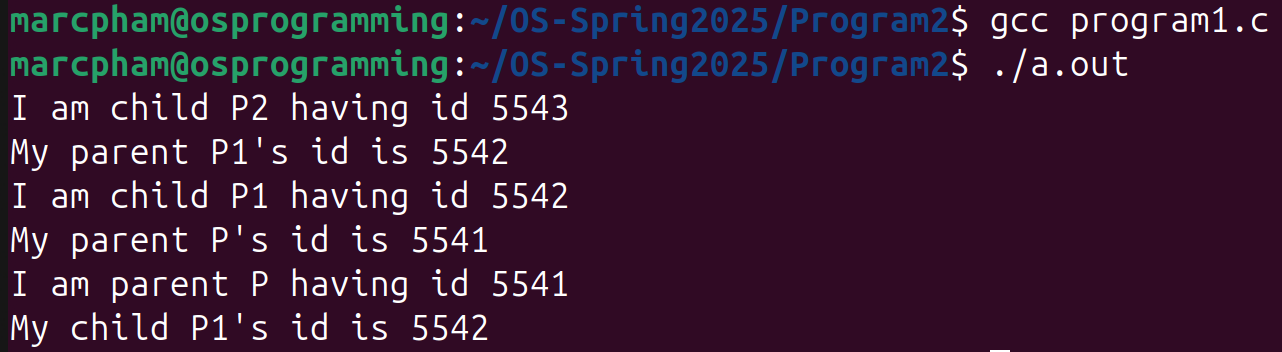 marcpham@osprogramming:~/OS-Spring2025/Program2$ gcc program1.c
marcpham@osprogramming:~/OS-Spring2025/Program2$ ./a.out
I am child P2 having id 5543
My parent P1's id is 5542
I am child P1 having id 5542
My parent P's id is 5541
I am parent P having id 5541
My child P1's id is 5542